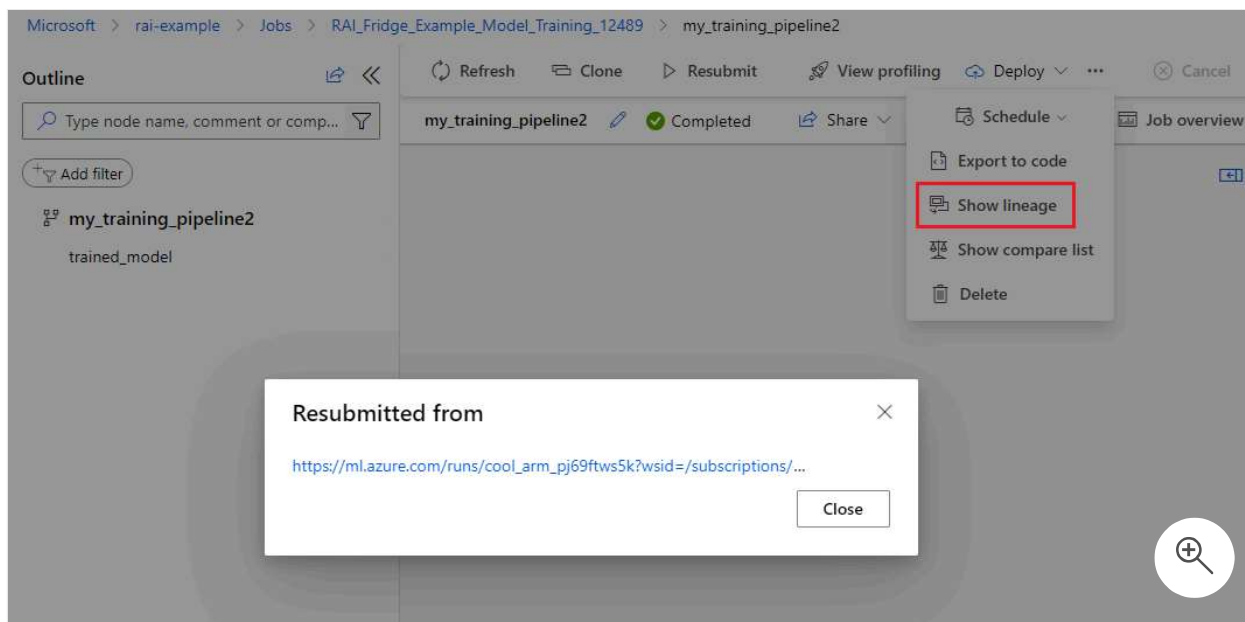 Microsoft > rai-example > Jobs > RAI_Fridge_Example_Model_Training_12489 > my_training_pipeline2
Outline
Refresh Clone Resubmit View profiling Deploy ... Cancel
Type node name, comment or comp...
my_training_pipeline2 Completed Share Schedule Job overview
Add filter
Export to code
my_training_pipeline2
Show lineage
trained_model
Show compare list
Delete
Resubmitted from
https://ml.azure.com/runs/cool_arm_pj69ftws5k?wsid=/subscriptions/...
Close